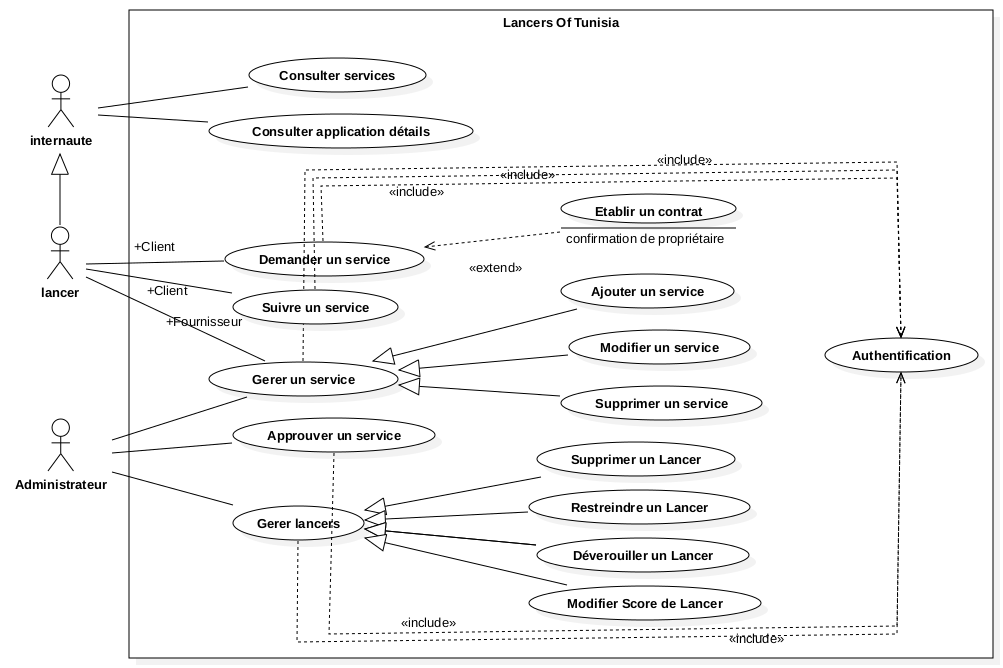 Lancers Of Tunisia
Consulter services
internaute
Consulter application détails
«include»
«include»
«include»
Etablir un contrat
confirmation de propriétaire
+Client
Demander un service
«extend»
lancer
+Client
Ajouter un service
Suivre un service
+Fournisseur
Modifier un service
Authentification
Gerer un service
Supprimer un service
Approuver un service
Administrateur
Supprimer un Lancer
Restreindre un Lancer
Gerer lancers
Déverouiller un Lancer
Modifier Score de Lancer
«include»
«include»